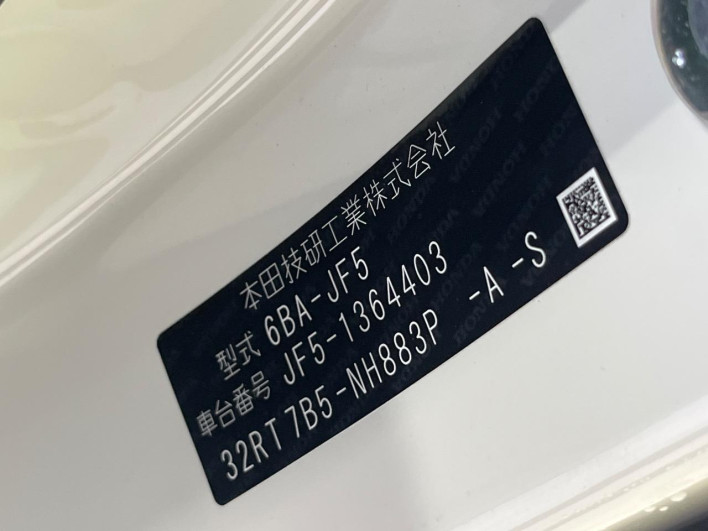 本田技研工業株式会社
型式 6BA-JF5
車台番号 JF5-1364403
32RT7B5-NH883P -A -S